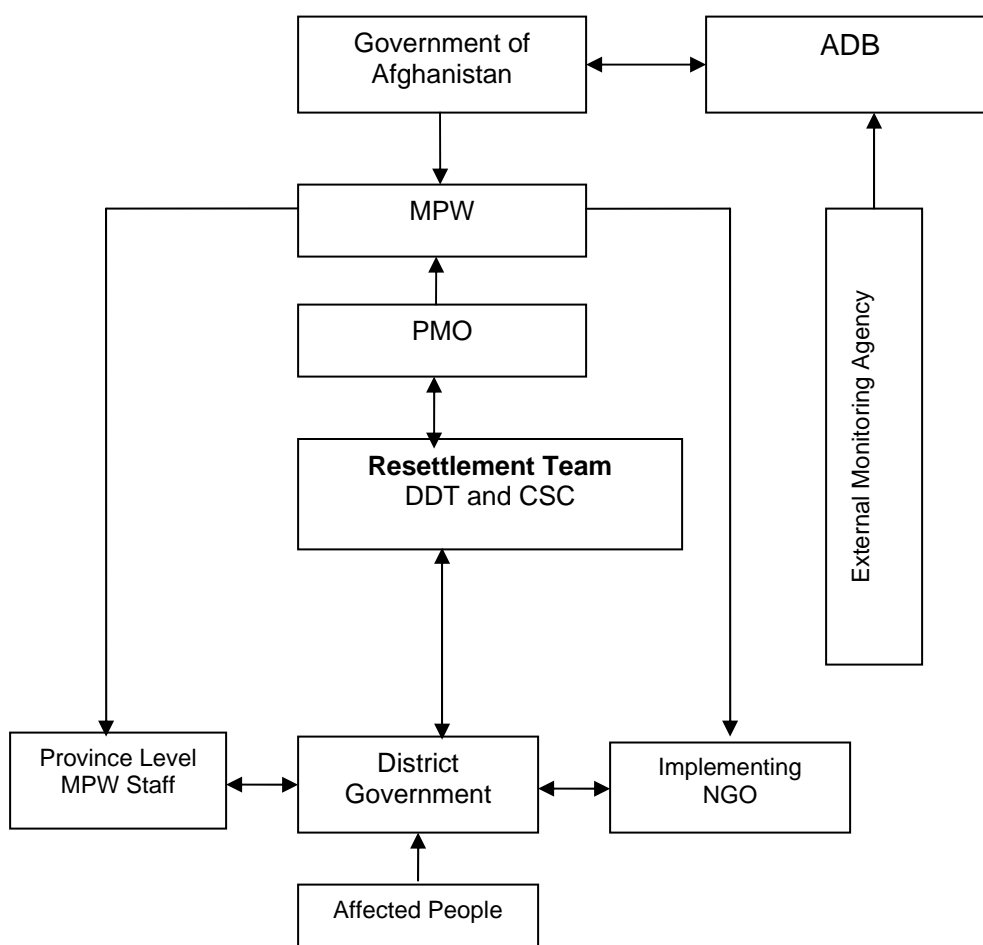 Government of
Afghanistan
ADB
MPW
PMO
Resettlement Team
DDT and CSC
External Monitoring Agency
Province Level
MPW Staff
District
Government
Implementing
NGO
Affected People